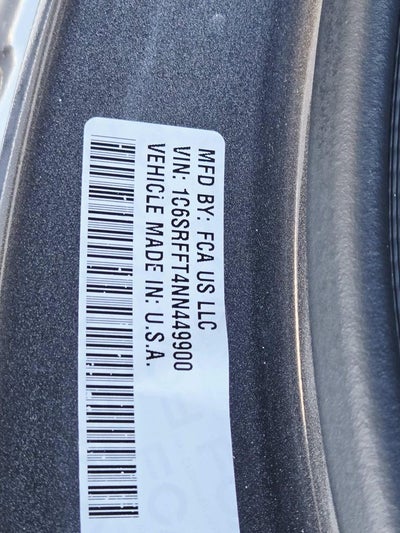 MFD BY: FCA US LLC
VIN: 1C6SRFFT4NN449900
VEHICLE MADE IN: U.S.A.